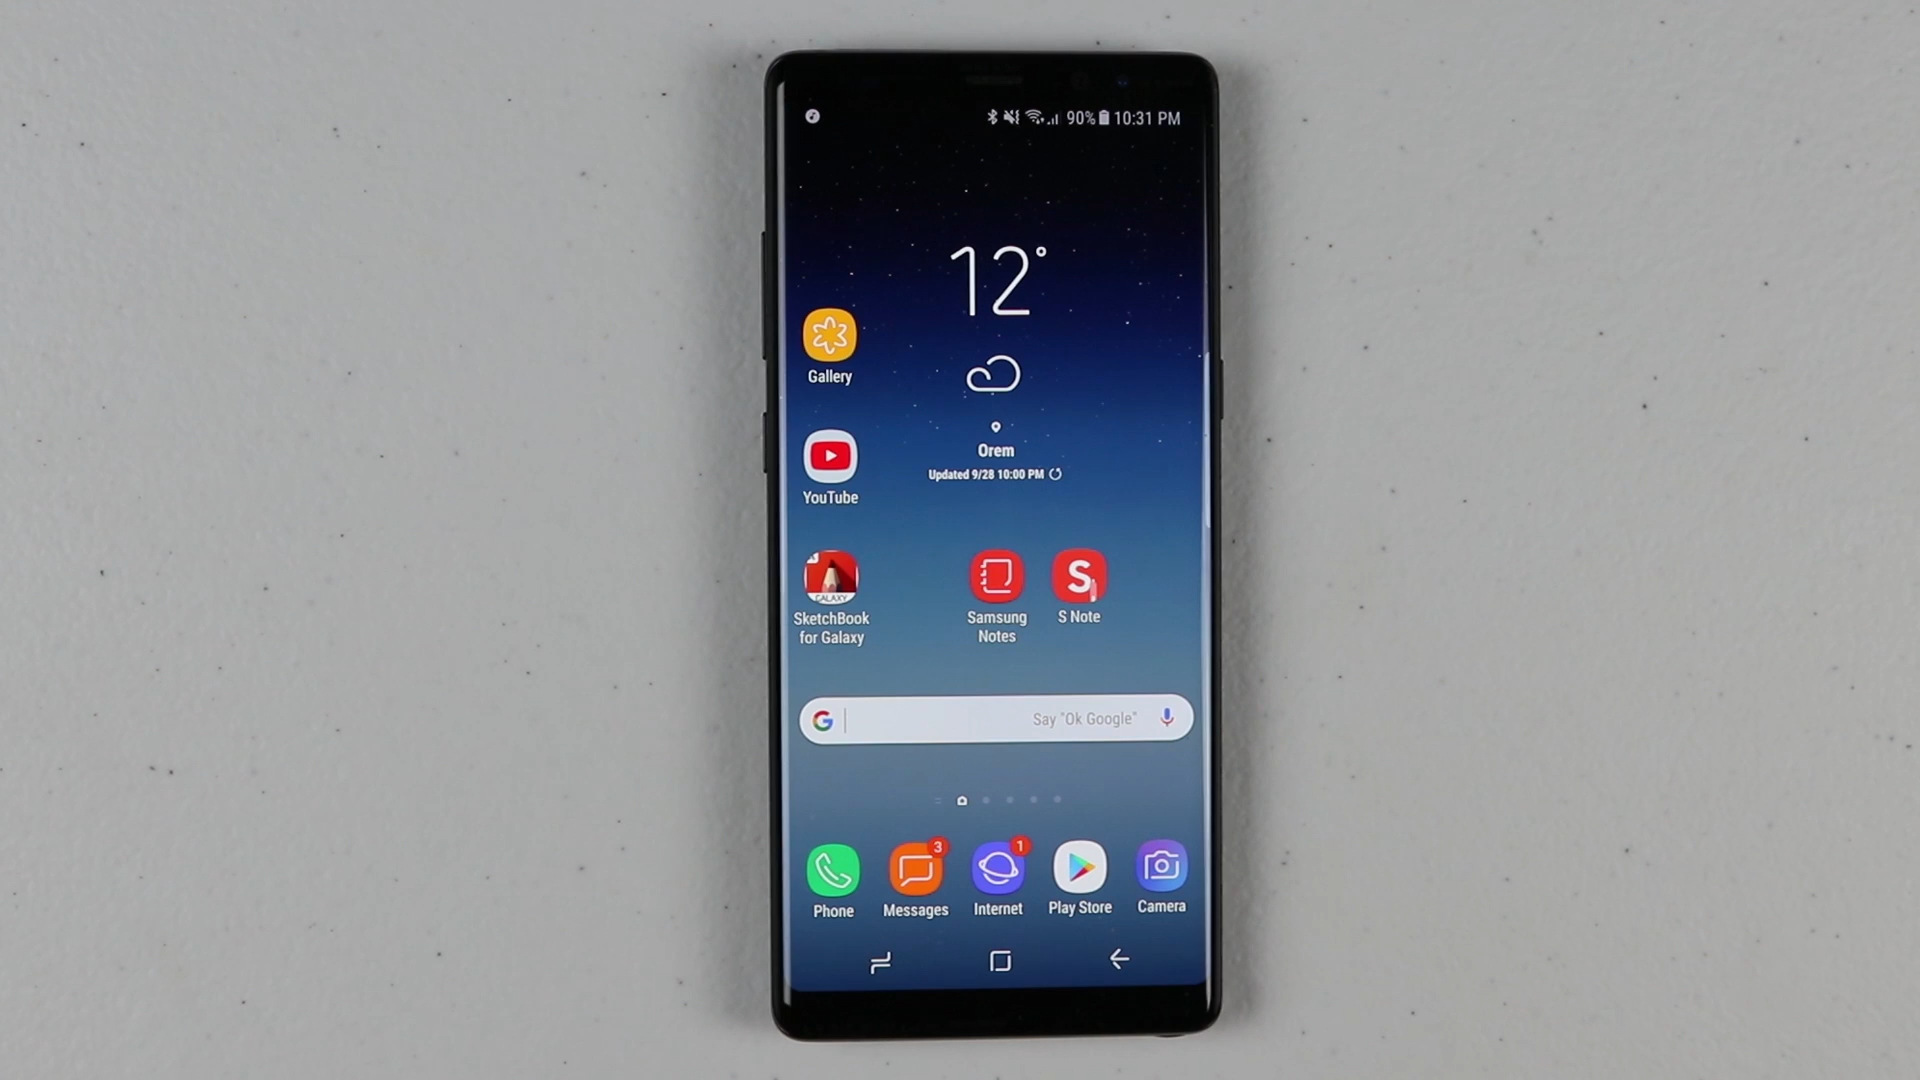 90% 10:31 PM
12°
Gallery
Orem
Updated 9/28 10:00 PM
YouTube
GALAXY
S
SketchBook
for Galaxy
Samsung
Notes
S Note
G
Say "Ok Google"
3
1
Phone
Messages
Internet
Play Store
Camera